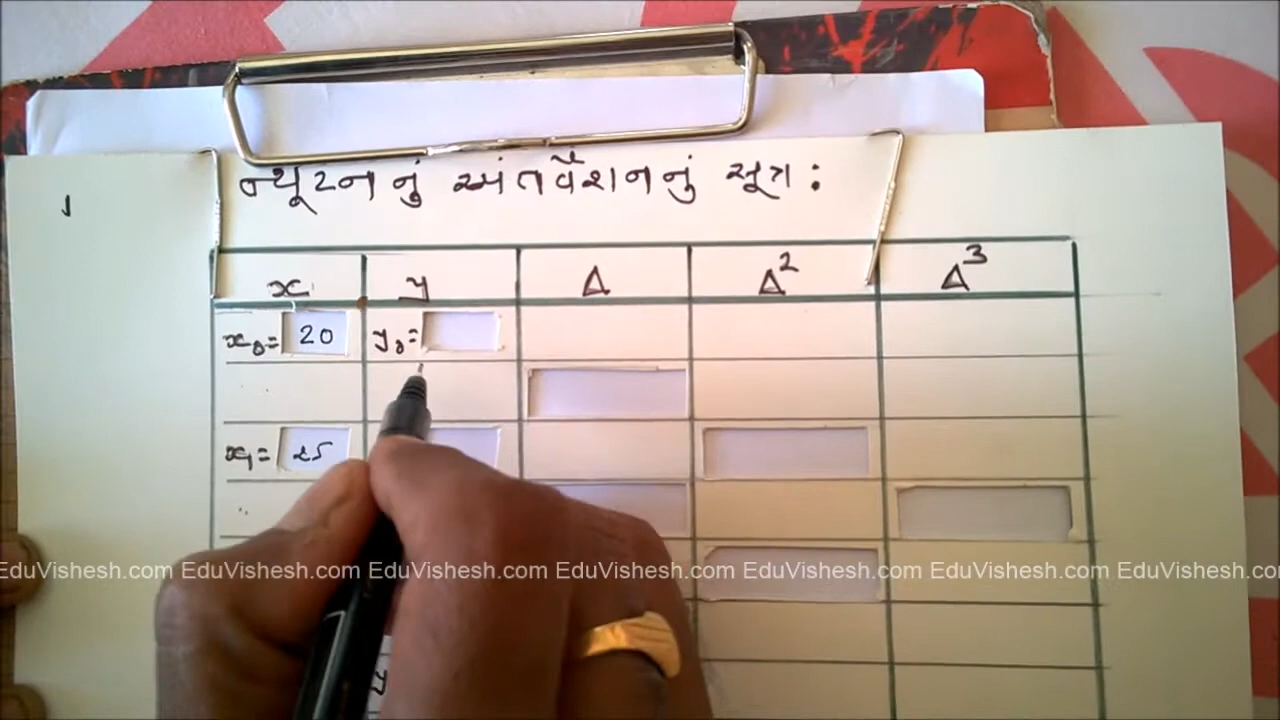 ન્યૂટનનું અંતર્વેશનનું સૂત્ર :
x y Δ Δ² Δ³
x₀ = 20 y₀ =
x₁ = 25
EduVishesh.com EduVishesh.com EduVishesh.com EduVishesh.com EduVishesh.com EduVishesh.com EduVishesh.com